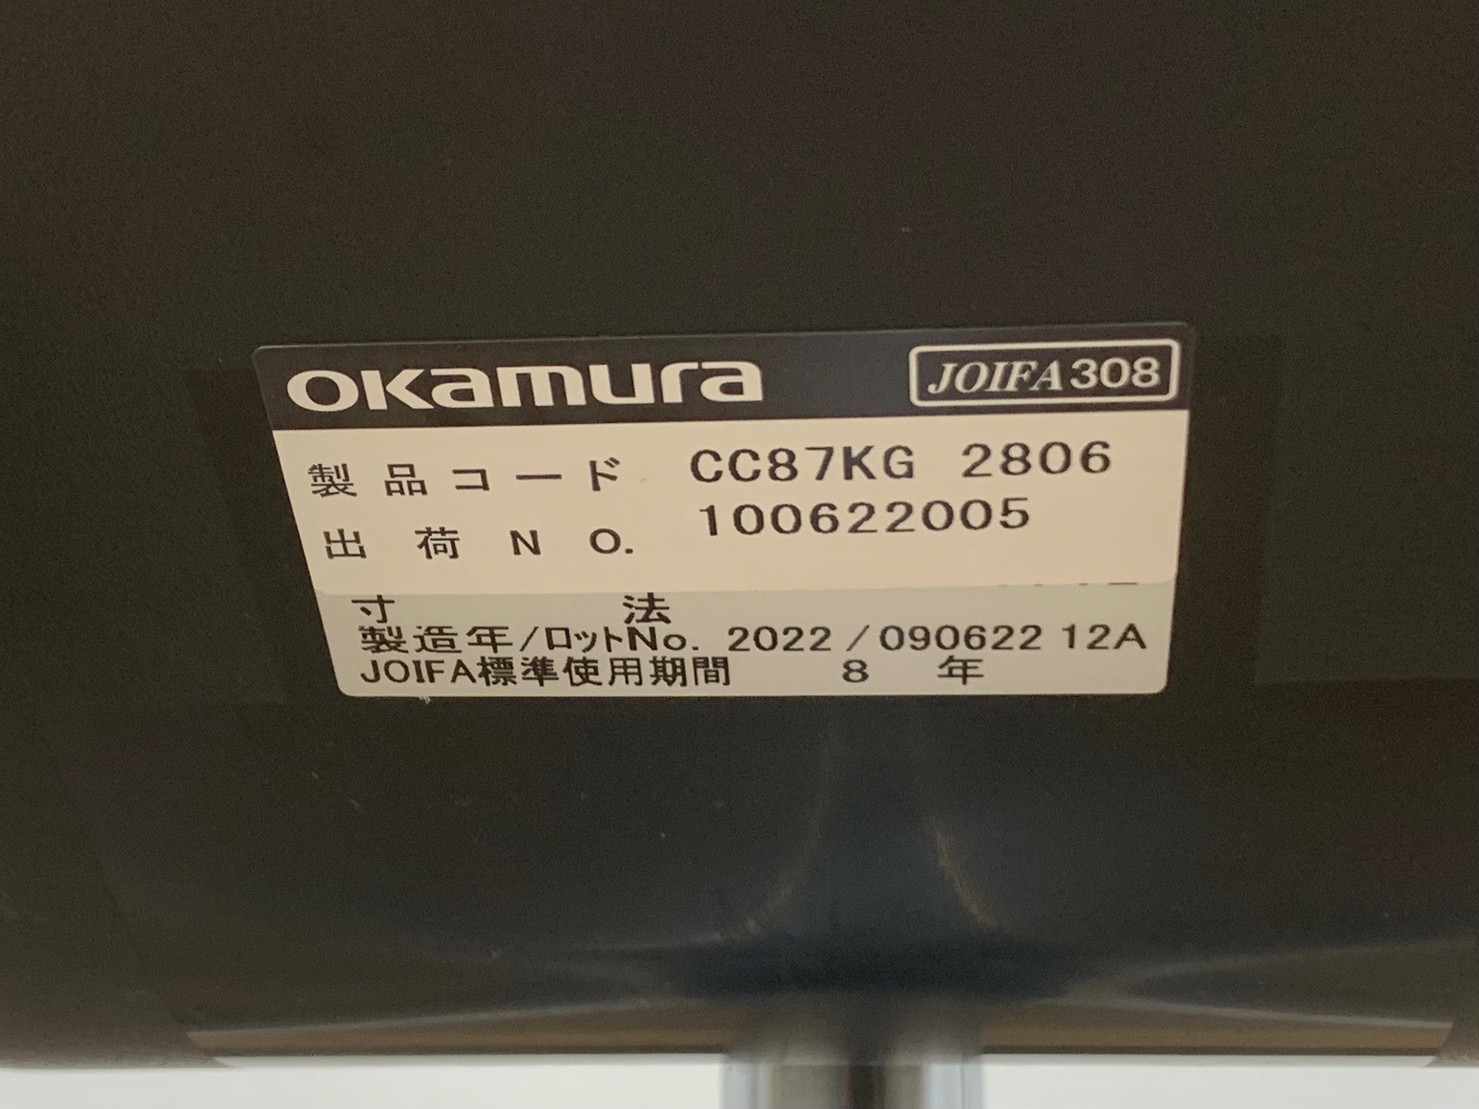 OKamura JOIFA308
製品コード CC87KG 2806
出荷NO. 100622005
寸法
製造年/ロットNo. 2022/090622 12A
JOIFA標準使用期間 8年